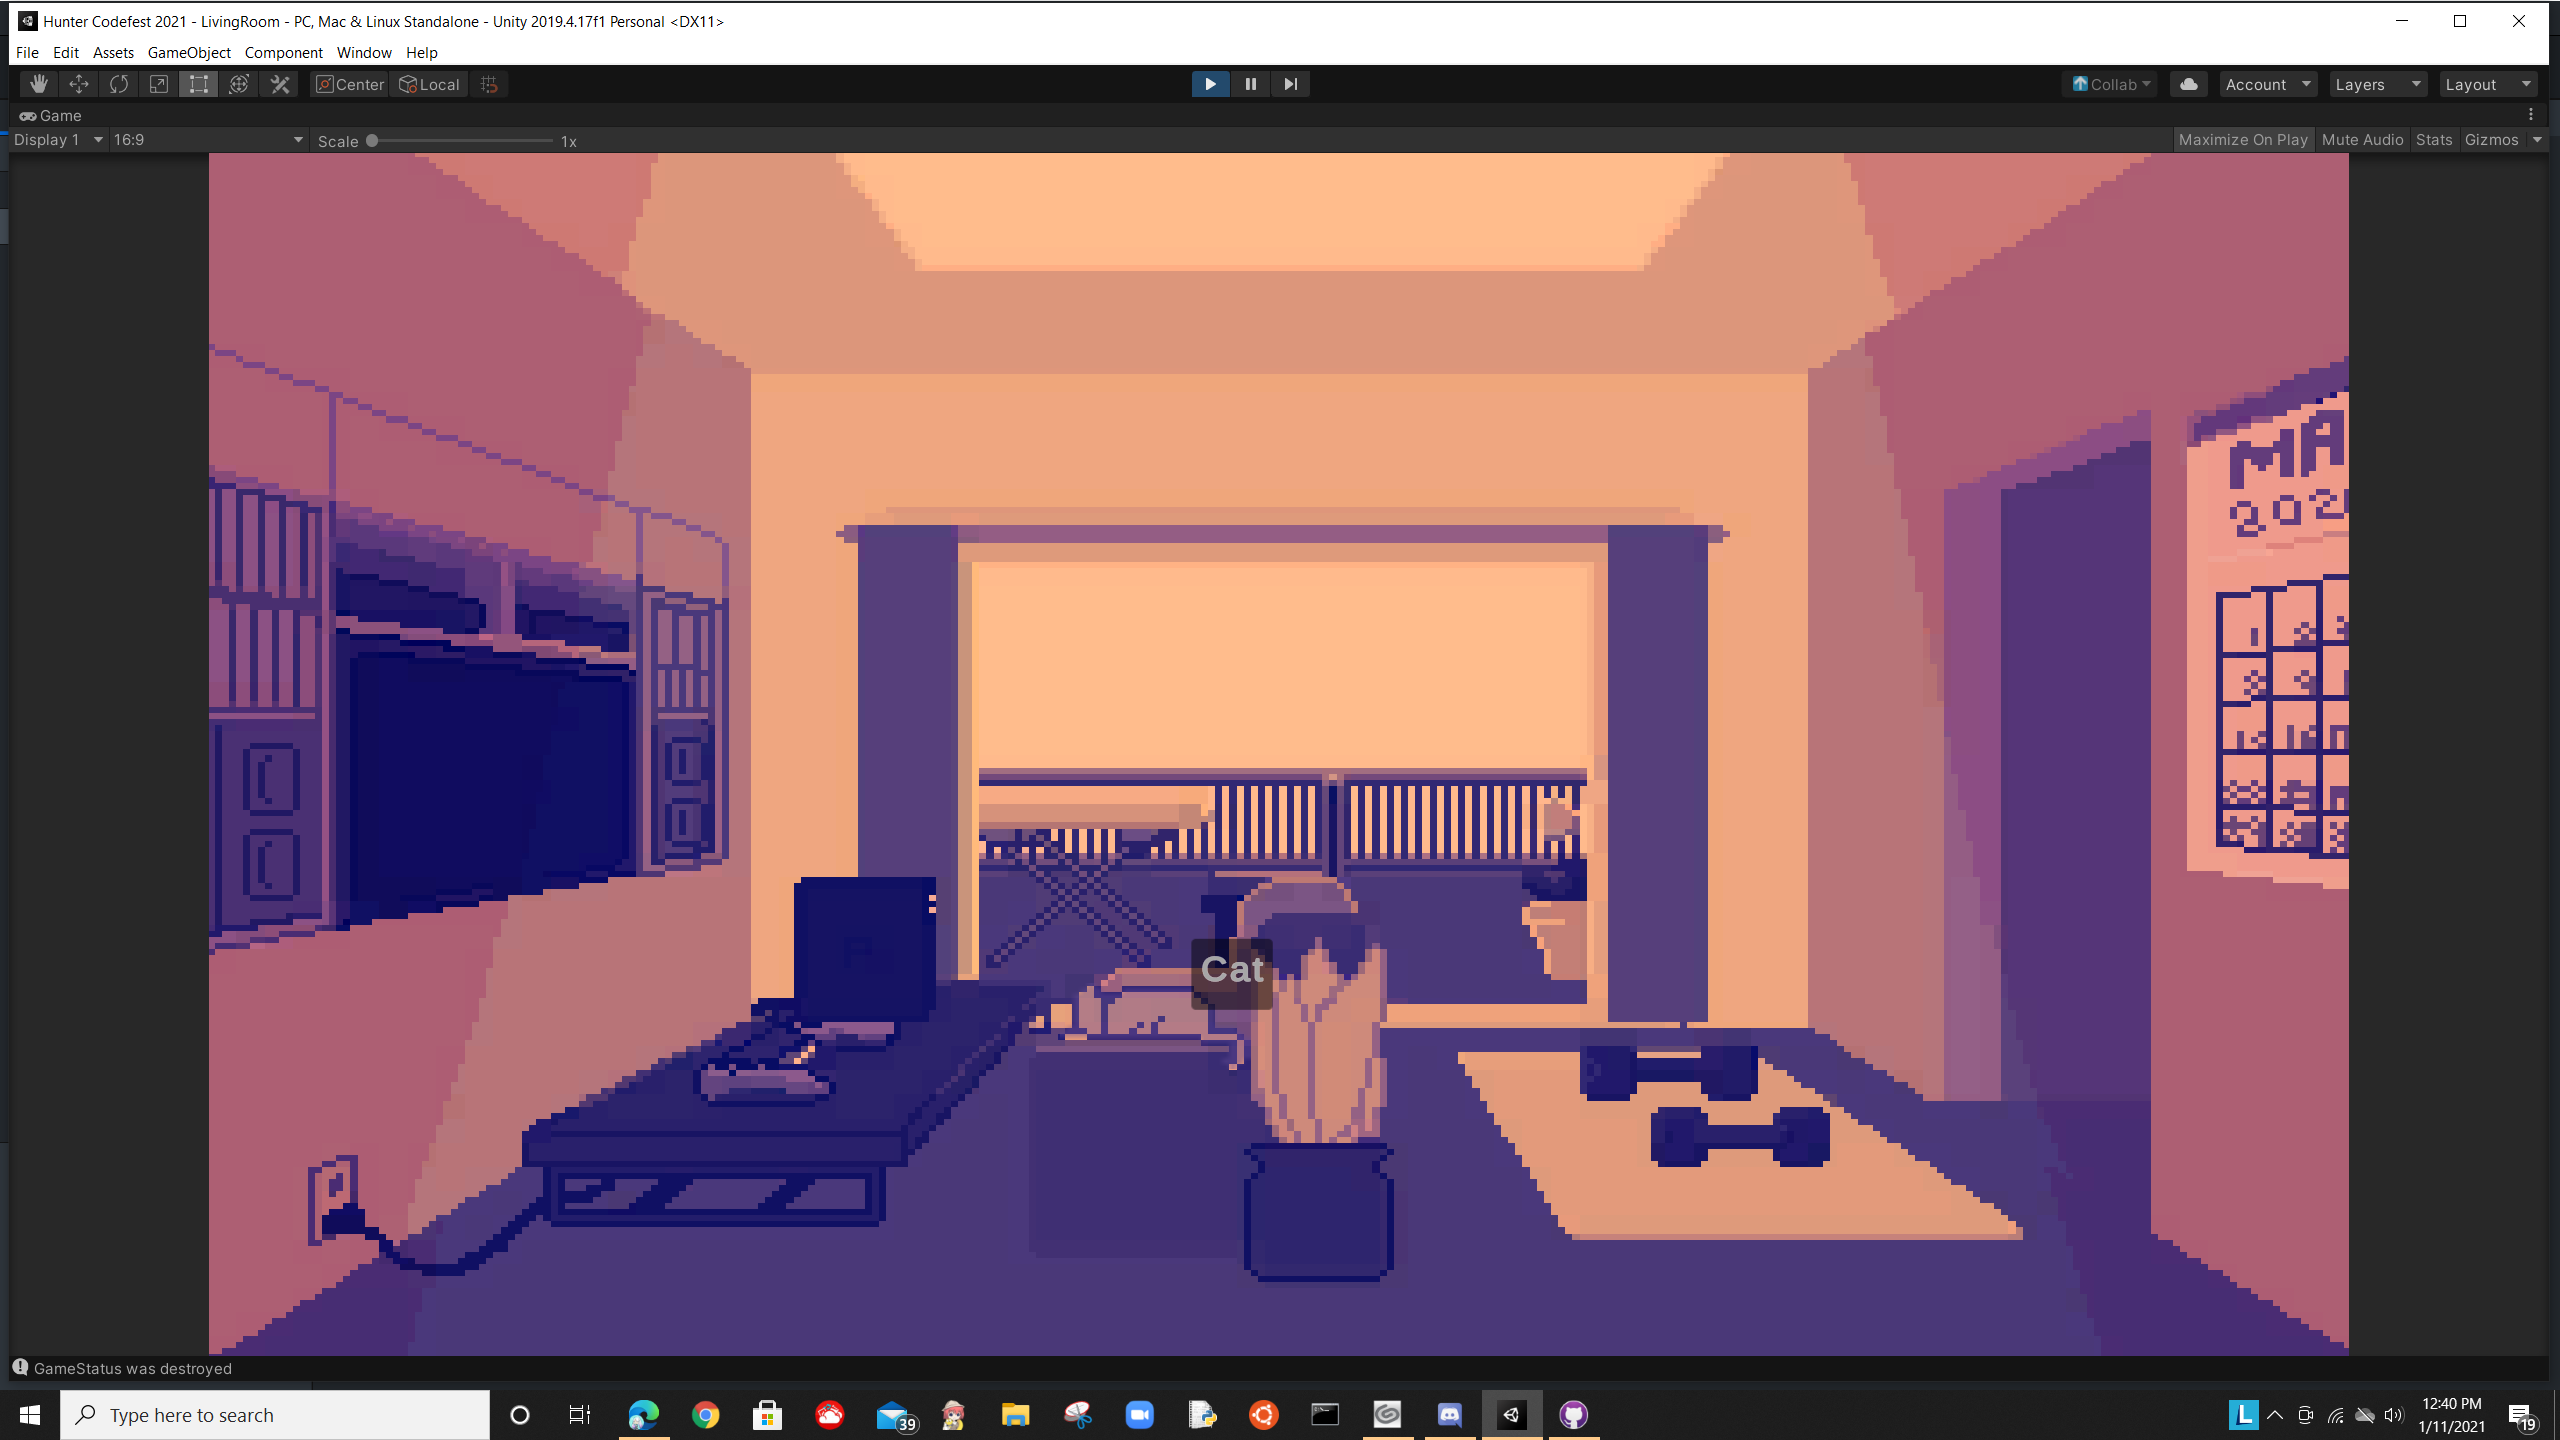 Hunter Codefest 2021 - LivingRoom - PC, Mac & Linux Standalone - Unity 2019.4.17f1 Personal <DX11>
File Edit Assets GameObject Component Window Help
Center Local Collab Account Layers Layout
Game
Display 1 16:9 Scale 1x Maximize On Play Mute Audio Stats Gizmos
MA
202
Cat
GameStatus was destroyed
Type here to search
39
L
12:40 PM
1/11/2021
19